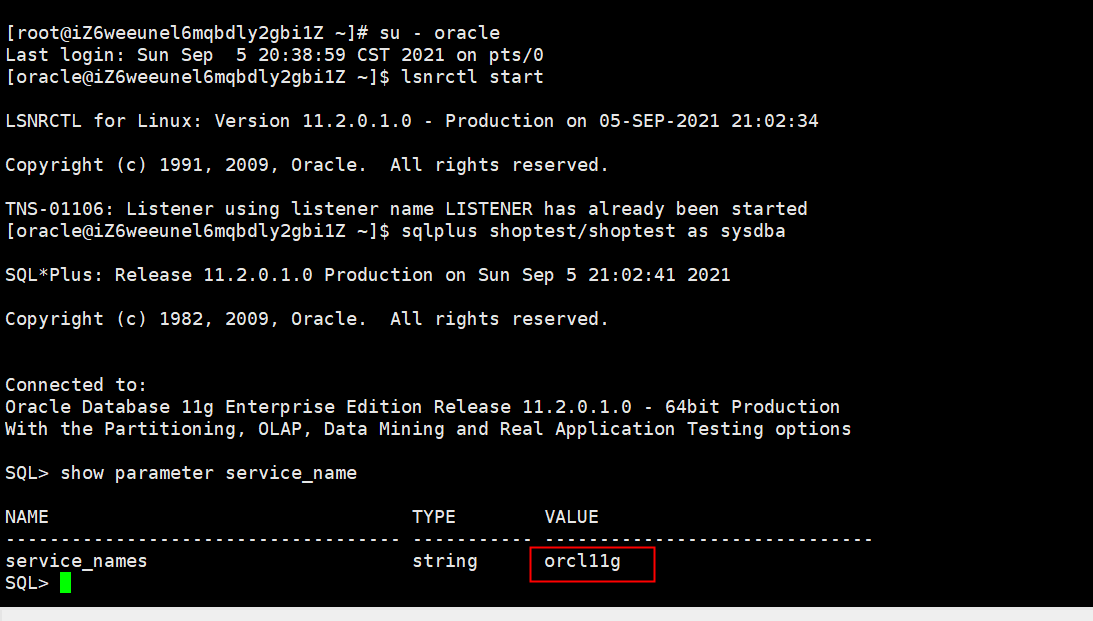 [root@iZ6weeunel6mqbdly2gbi1Z ~]# su - oracle
Last login: Sun Sep  5 20:38:59 CST 2021 on pts/0
[oracle@iZ6weeunel6mqbdly2gbi1Z ~]$ lsnrctl start
LSNRCTL for Linux: Version 11.2.0.1.0 - Production on 05-SEP-2021 21:02:34
Copyright (c) 1991, 2009, Oracle.  All rights reserved.
TNS-01106: Listener using listener name LISTENER has already been started
[oracle@iZ6weeunel6mqbdly2gbi1Z ~]$ sqlplus shoptest/shoptest as sysdba
SQL*Plus: Release 11.2.0.1.0 Production on Sun Sep 5 21:02:41 2021
Copyright (c) 1982, 2009, Oracle.  All rights reserved.
Connected to:
Oracle Database 11g Enterprise Edition Release 11.2.0.1.0 - 64bit Production
With the Partitioning, OLAP, Data Mining and Real Application Testing options
SQL> show parameter service_name
NAME                                 TYPE        VALUE
------------------------------------ ----------- ------------------------------
service_names                        string      orcl11g
SQL>